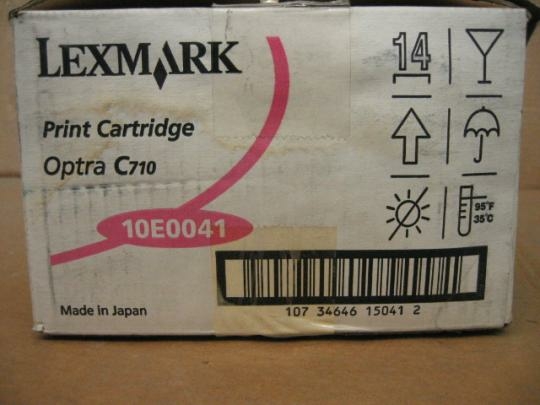 LEXMARK
Print Cartridge
Optra C710
10E0041
Made in Japan
14
95°F
35°C
107 34646 15041 2